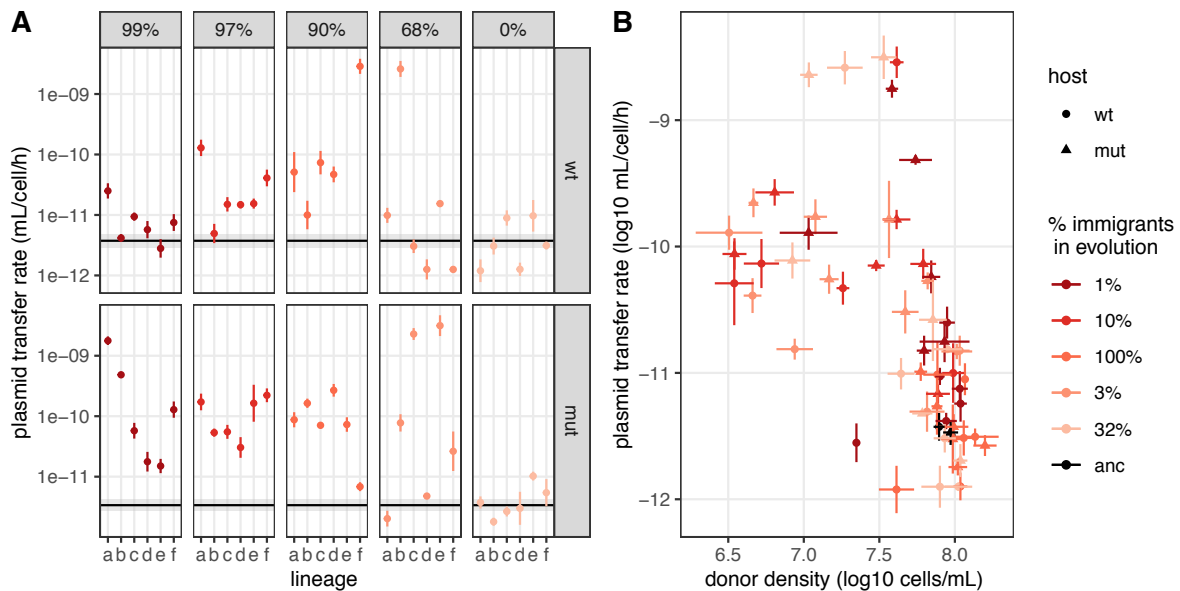 A
99% 97% 90% 68% 0%
plasmid transfer rate (mL/cell/h)
1e−09
1e−10
1e−11
1e−12
wt
1e−09
1e−10
1e−11
mut
a b c d e f a b c d e f a b c d e f a b c d e f a b c d e f
lineage
B
plasmid transfer rate (log10 mL/cell/h)
−9
−10
−11
−12
6.5 7.0 7.5 8.0
donor density (log10 cells/mL)
host
wt
mut
% immigrants
in evolution
1%
10%
100%
3%
32%
anc